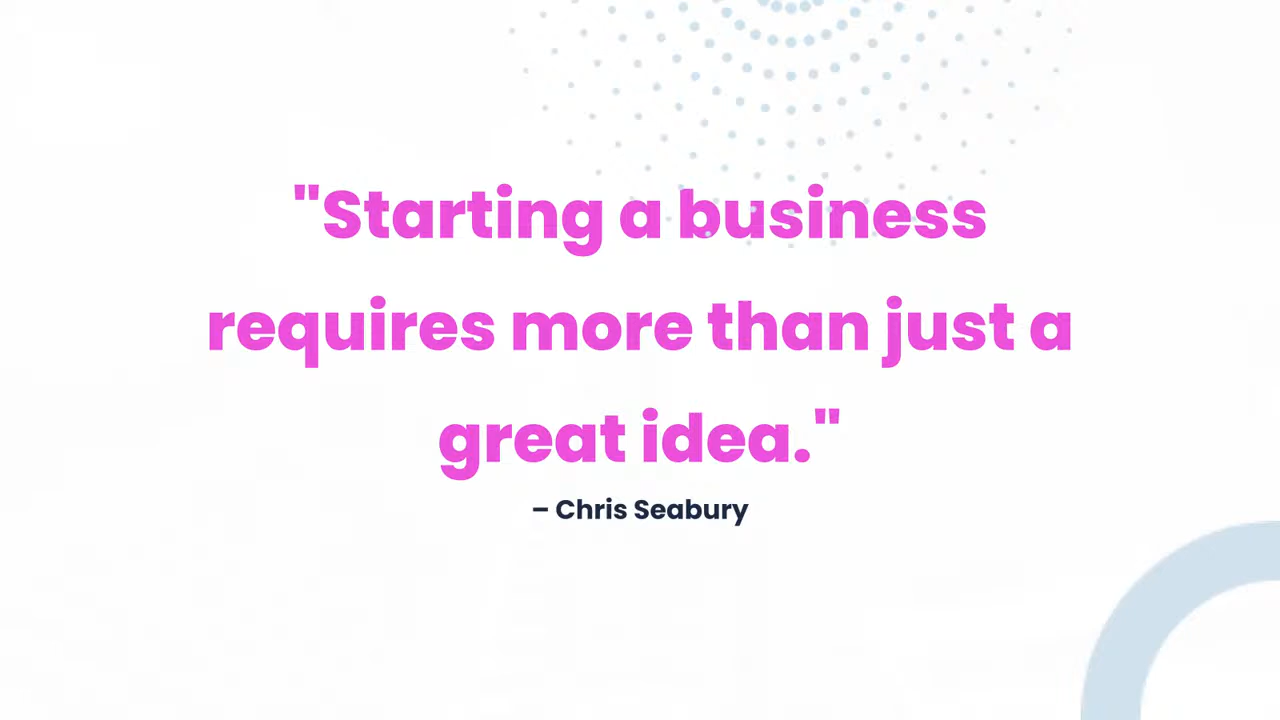 "Starting a business
requires more than just a
great idea."
– Chris Seabury